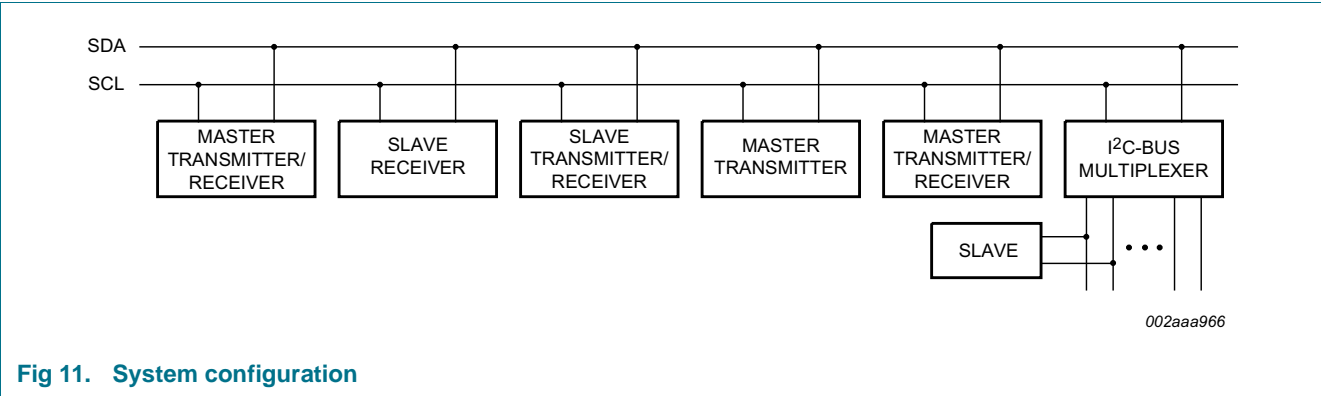 SDA
SCL
MASTER
TRANSMITTER/
RECEIVER
SLAVE
RECEIVER
SLAVE
TRANSMITTER/
RECEIVER
MASTER
TRANSMITTER
MASTER
TRANSMITTER/
RECEIVER
I²C-BUS
MULTIPLEXER
SLAVE
002aaa966
Fig 11. System configuration